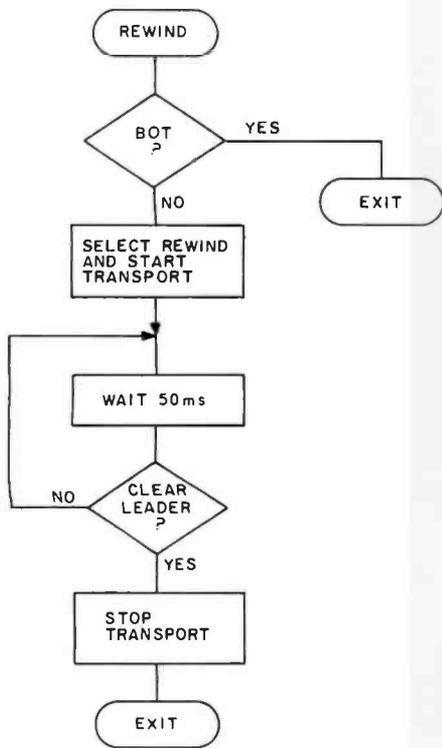 REWIND
BOT
?
YES
EXIT
NO
SELECT REWIND
AND START
TRANSPORT
WAIT 50ms
CLEAR
LEADER
?
NO
YES
STOP
TRANSPORT
EXIT